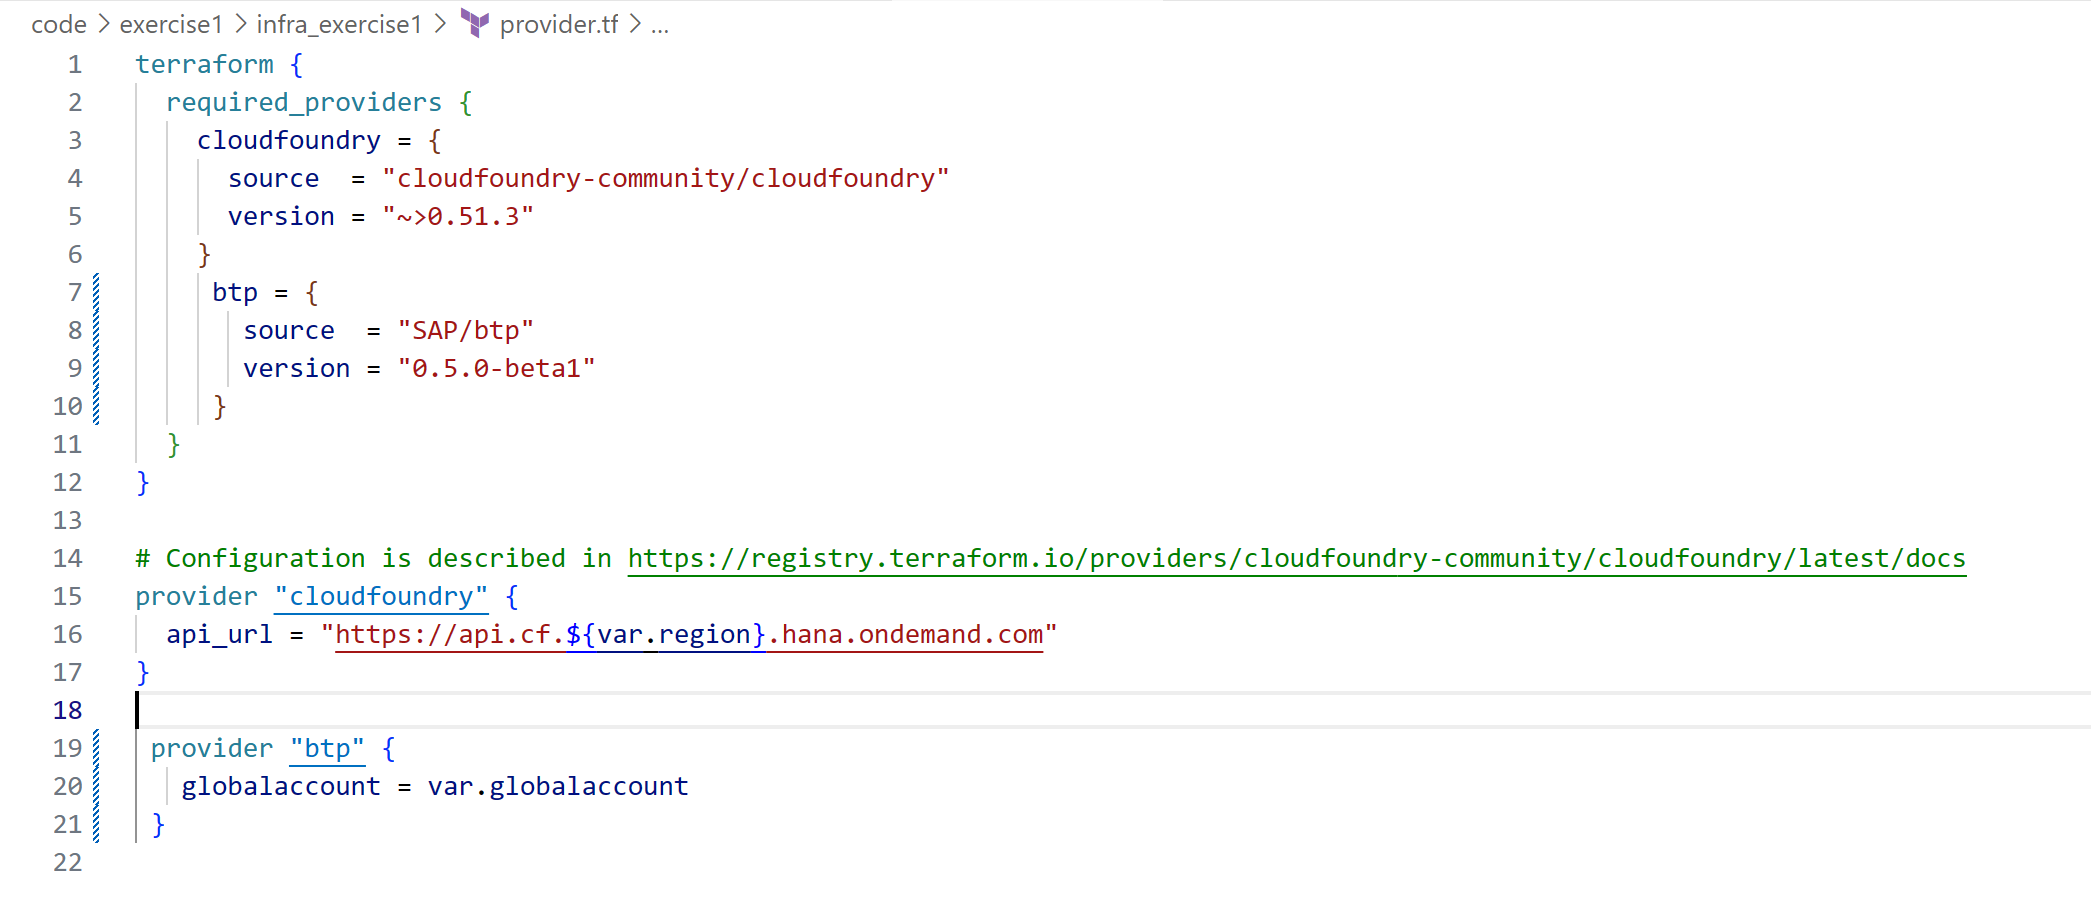 code > exercise1 > infra_exercise1 > provider.tf > ...
1 terraform {
2   required_providers {
3     cloudfoundry = {
4       source  = "cloudfoundry-community/cloudfoundry"
5       version = "~>0.51.3"
6     }
7      btp = {
8        source  = "SAP/btp"
9        version = "0.5.0-beta1"
10      }
11   }
12 }
13
14 # Configuration is described in https://registry.terraform.io/providers/cloudfoundry-community/cloudfoundry/latest/docs
15 provider "cloudfoundry" {
16   api_url = "https://api.cf.${var.region}.hana.ondemand.com"
17 }
18
19  provider "btp" {
20    globalaccount = var.globalaccount
21  }
22